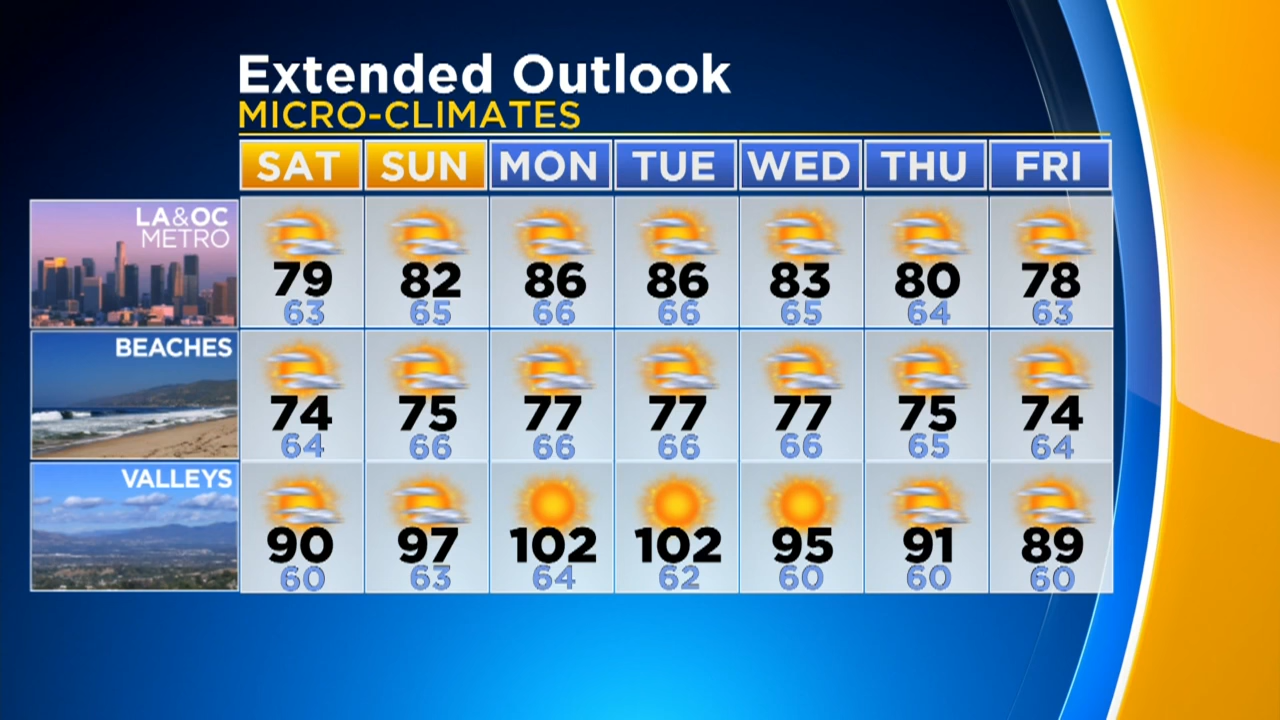 Extended Outlook
MICRO-CLIMATES
SAT SUN MON TUE WED THU FRI
LA&OC
METRO
79 82 86 86 83 80 78
63 65 66 66 65 64 63
BEACHES
74 75 77 77 77 75 74
64 66 66 66 66 65 64
VALLEYS
90 97 102 102 95 91 89
60 63 64 62 60 60 60